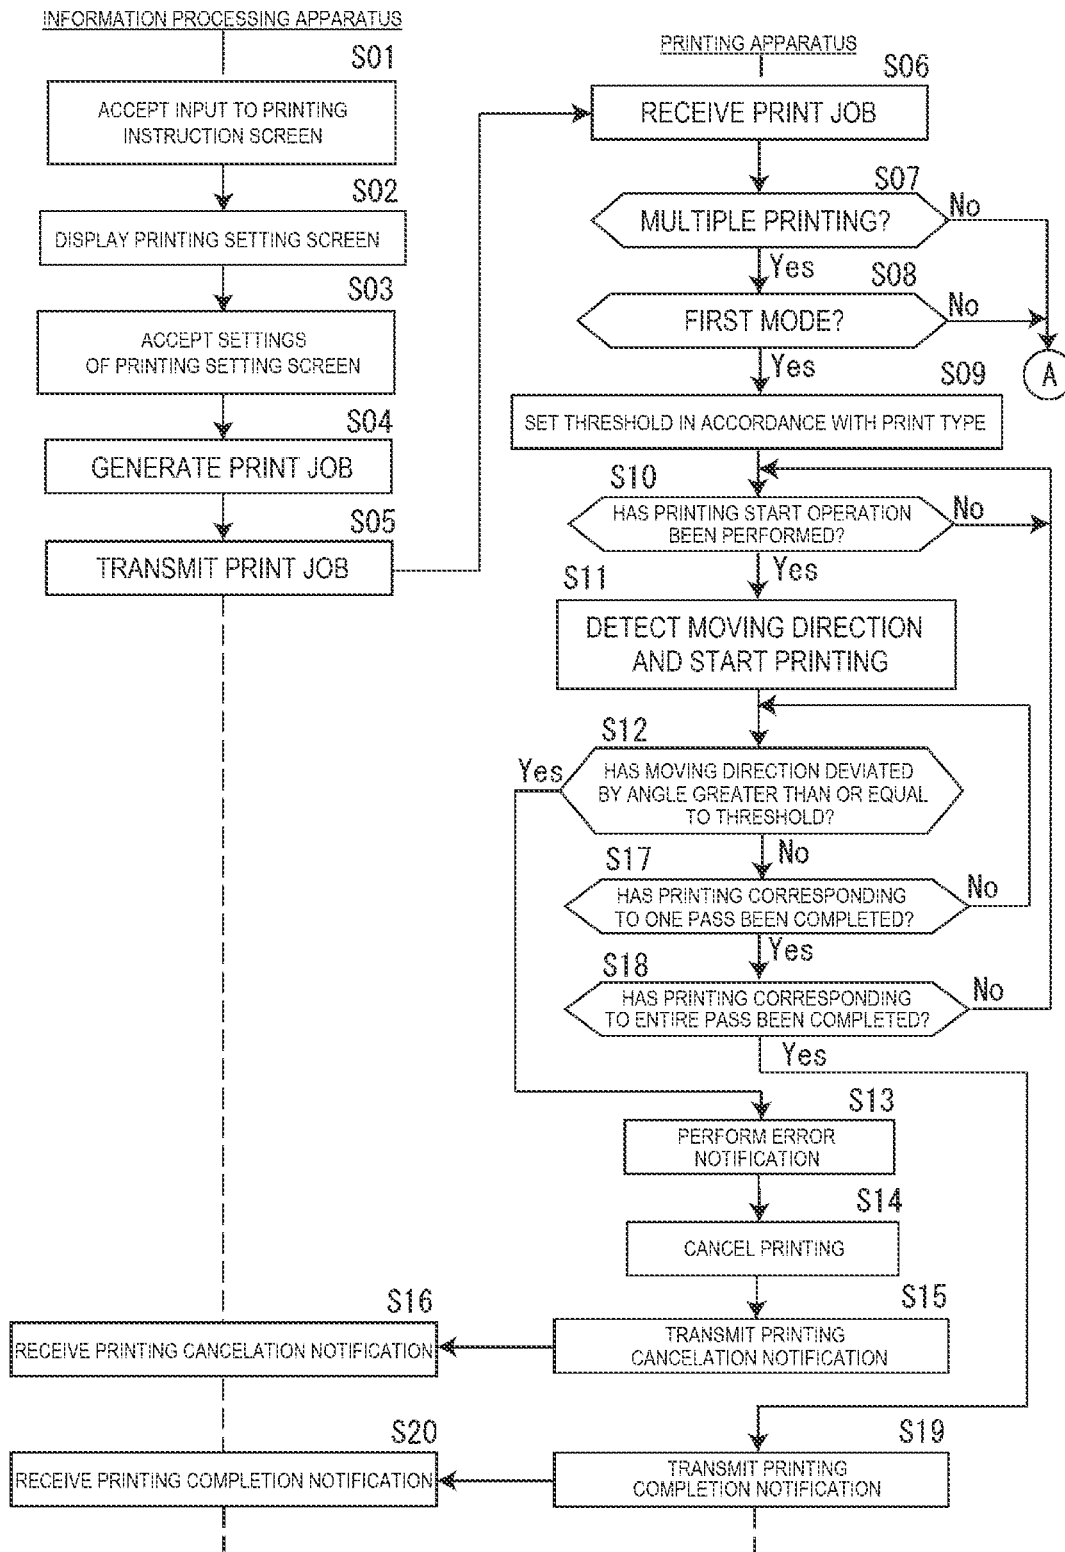 INFORMATION PROCESSING APPARATUS
S01
ACCEPT INPUT TO PRINTING
INSTRUCTION SCREEN
S02
DISPLAY PRINTING SETTING SCREEN
S03
ACCEPT SETTINGS
OF PRINTING SETTING SCREEN
S04
GENERATE PRINT JOB
S05
TRANSMIT PRINT JOB
PRINTING APPARATUS
S06
RECEIVE PRINT JOB
S07
MULTIPLE PRINTING?
No
Yes
S08
FIRST MODE?
No
A
Yes
S09
SET THRESHOLD IN ACCORDANCE WITH PRINT TYPE
S10
HAS PRINTING START OPERATION
BEEN PERFORMED?
No
Yes
S11
DETECT MOVING DIRECTION
AND START PRINTING
S12
Yes
HAS MOVING DIRECTION DEVIATED
BY ANGLE GREATER THAN OR EQUAL
TO THRESHOLD?
No
S17
HAS PRINTING CORRESPONDING
TO ONE PASS BEEN COMPLETED?
No
Yes
S18
HAS PRINTING CORRESPONDING
TO ENTIRE PASS BEEN COMPLETED?
No
Yes
S13
PERFORM ERROR
NOTIFICATION
S14
CANCEL PRINTING
S15
TRANSMIT PRINTING
CANCELATION NOTIFICATION
S16
RECEIVE PRINTING CANCELATION NOTIFICATION
S19
TRANSMIT PRINTING
COMPLETION NOTIFICATION
S20
RECEIVE PRINTING COMPLETION NOTIFICATION